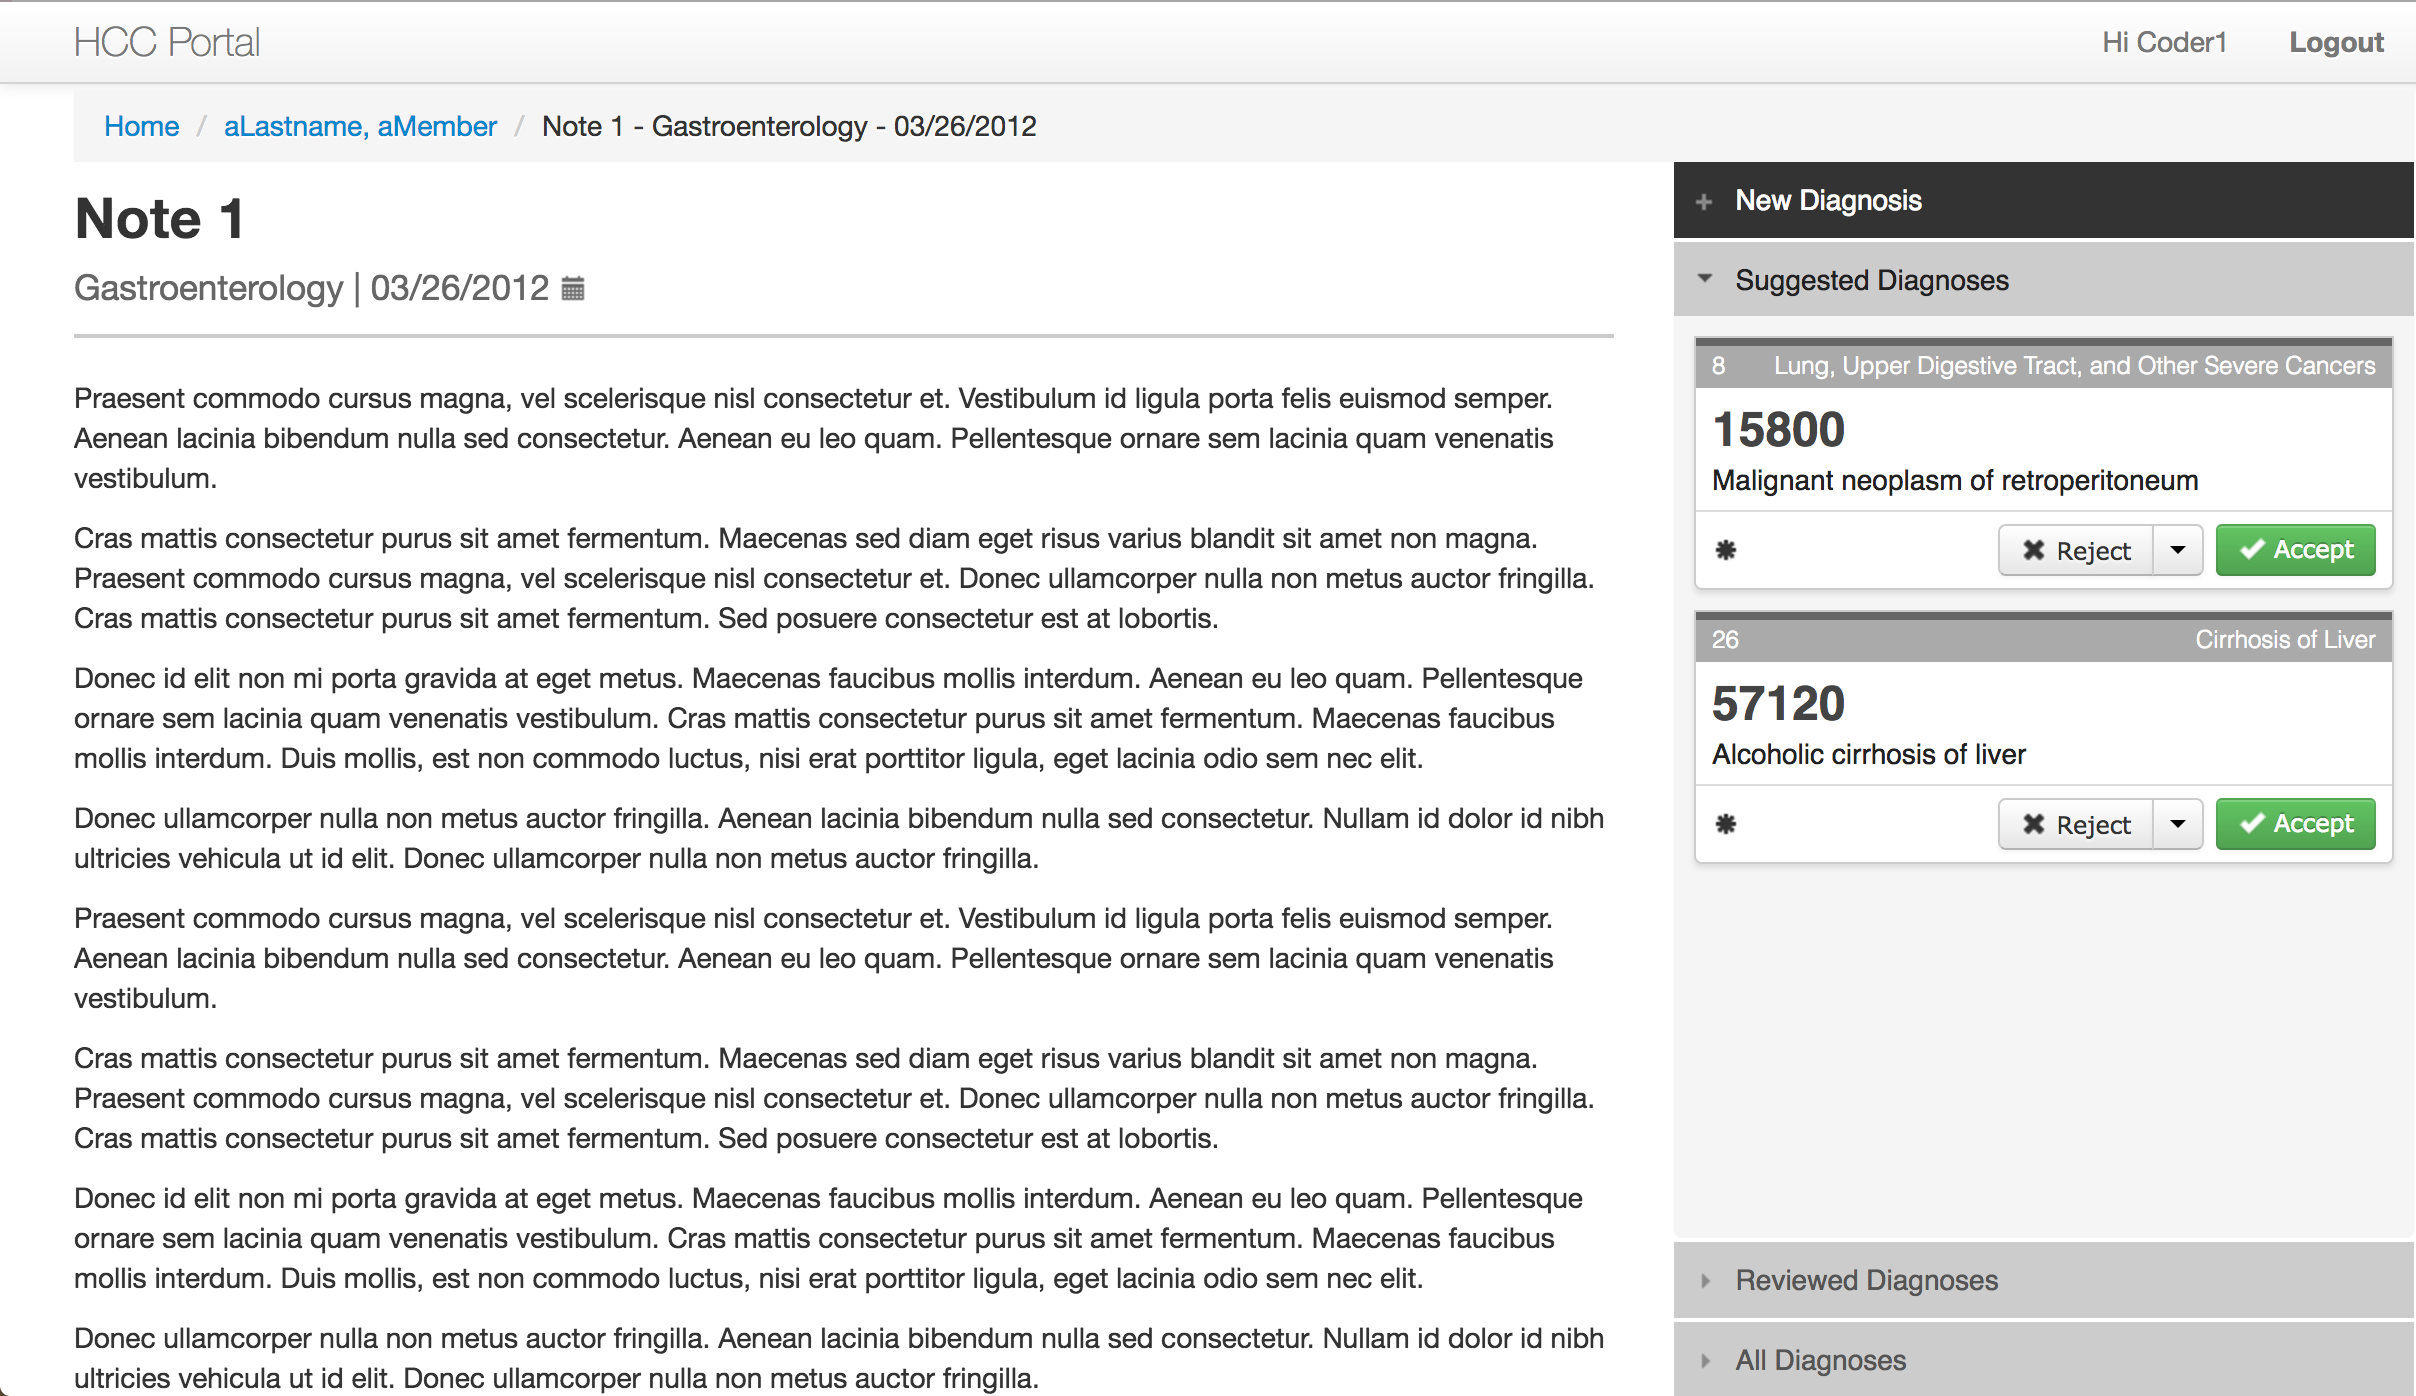 HCC Portal
Hi Coder1
Logout
Home / aLastname, aMember / Note 1 - Gastroenterology - 03/26/2012
Note 1
Gastroenterology | 03/26/2012
Praesent commodo cursus magna, vel scelerisque nisl consectetur et. Vestibulum id ligula porta felis euismod semper.
Aenean lacinia bibendum nulla sed consectetur. Aenean eu leo quam. Pellentesque ornare sem lacinia quam venenatis
vestibulum.
Cras mattis consectetur purus sit amet fermentum. Maecenas sed diam eget risus varius blandit sit amet non magna.
Praesent commodo cursus magna, vel scelerisque nisl consectetur et. Donec ullamcorper nulla non metus auctor fringilla.
Cras mattis consectetur purus sit amet fermentum. Sed posuere consectetur est at lobortis.
Donec id elit non mi porta gravida at eget metus. Maecenas faucibus mollis interdum. Aenean eu leo quam. Pellentesque
ornare sem lacinia quam venenatis vestibulum. Cras mattis consectetur purus sit amet fermentum. Maecenas faucibus
mollis interdum. Duis mollis, est non commodo luctus, nisi erat porttitor ligula, eget lacinia odio sem nec elit.
Donec ullamcorper nulla non metus auctor fringilla. Aenean lacinia bibendum nulla sed consectetur. Nullam id dolor id nibh
ultricies vehicula ut id elit. Donec ullamcorper nulla non metus auctor fringilla.
Praesent commodo cursus magna, vel scelerisque nisl consectetur et. Vestibulum id ligula porta felis euismod semper.
Aenean lacinia bibendum nulla sed consectetur. Aenean eu leo quam. Pellentesque ornare sem lacinia quam venenatis
vestibulum.
Cras mattis consectetur purus sit amet fermentum. Maecenas sed diam eget risus varius blandit sit amet non magna.
Praesent commodo cursus magna, vel scelerisque nisl consectetur et. Donec ullamcorper nulla non metus auctor fringilla.
Cras mattis consectetur purus sit amet fermentum. Sed posuere consectetur est at lobortis.
Donec id elit non mi porta gravida at eget metus. Maecenas faucibus mollis interdum. Aenean eu leo quam. Pellentesque
ornare sem lacinia quam venenatis vestibulum. Cras mattis consectetur purus sit amet fermentum. Maecenas faucibus
mollis interdum. Duis mollis, est non commodo luctus, nisi erat porttitor ligula, eget lacinia odio sem nec elit.
Donec ullamcorper nulla non metus auctor fringilla. Aenean lacinia bibendum nulla sed consectetur. Nullam id dolor id nibh
ultricies vehicula ut id elit. Donec ullamcorper nulla non metus auctor fringilla.
New Diagnosis
Suggested Diagnoses
8 Lung, Upper Digestive Tract, and Other Severe Cancers
15800
Malignant neoplasm of retroperitoneum
Reject
Accept
26 Cirrhosis of Liver
57120
Alcoholic cirrhosis of liver
Reject
Accept
Reviewed Diagnoses
All Diagnoses